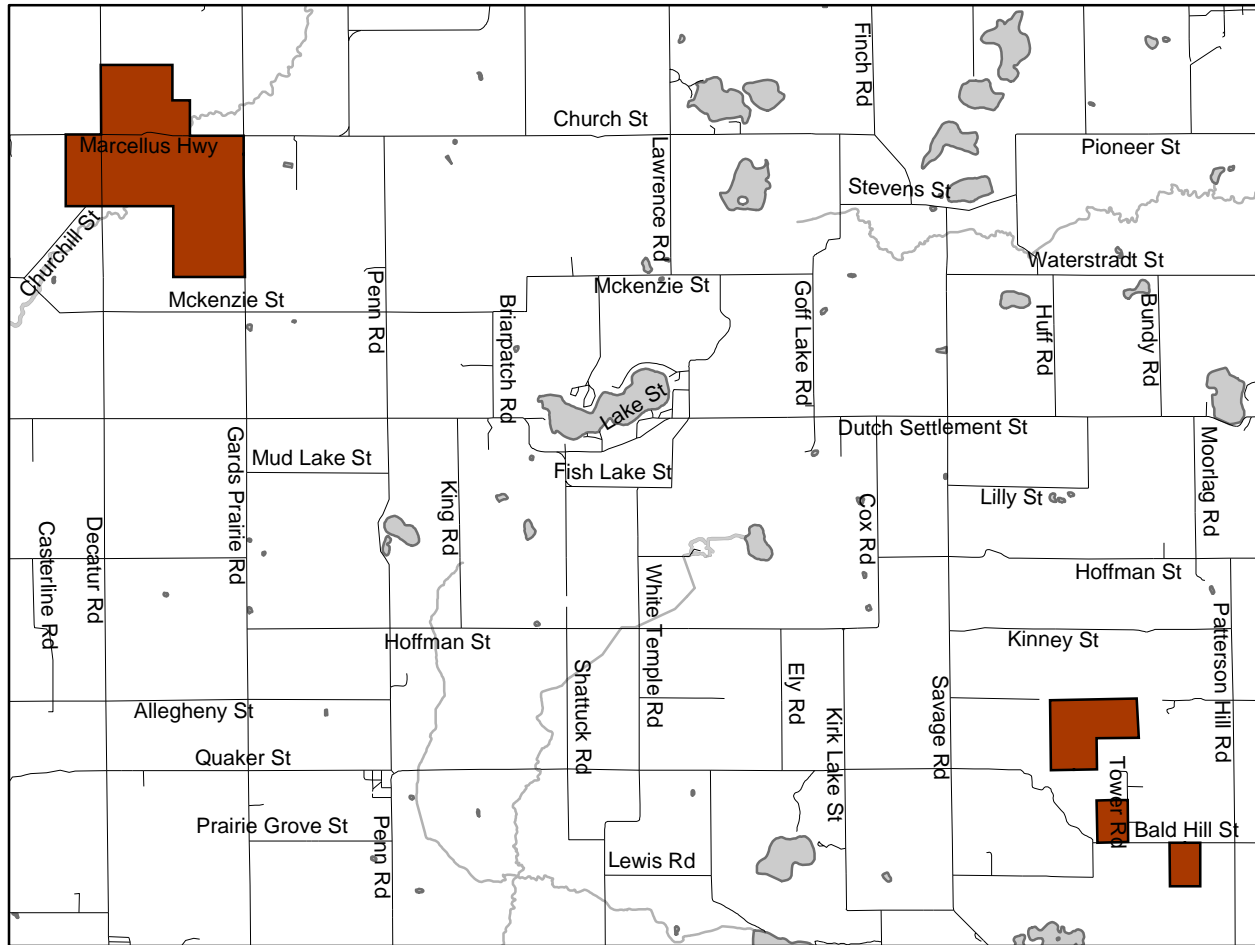 Finch Rd
Church St
Marcellus Hwy
Lawrence Rd
Pioneer St
Stevens St
Churchill St
Waterstradt St
Mckenzie St
Mckenzie St
Penn Rd
Briarpatch Rd
Goff Lake Rd
Huff Rd
Bundy Rd
Lake St
Dutch Settlement St
Gards Prairie Rd
Mud Lake St
Fish Lake St
King Rd
Lilly St
Moorlag Rd
Cox Rd
Casterline Rd
Decatur Rd
Hoffman St
White Temple Rd
Hoffman St
Kinney St
Patterson Hill Rd
Shattuck Rd
Ely Rd
Savage Rd
Allegheny St
Kirk Lake St
Quaker St
Tower Rd
Prairie Grove St
Penn Rd
Bald Hill St
Lewis Rd